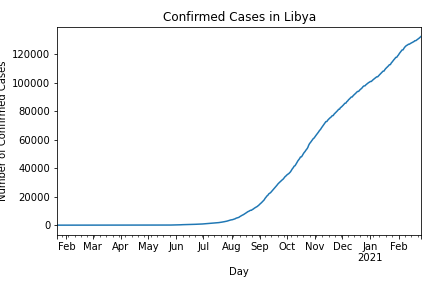 Confirmed Cases in Libya
Number of Confirmed Cases
120000
100000
80000
60000
40000
20000
0
Feb Mar Apr May Jun Jul Aug Sep Oct Nov Dec Jan Feb
2021
Day